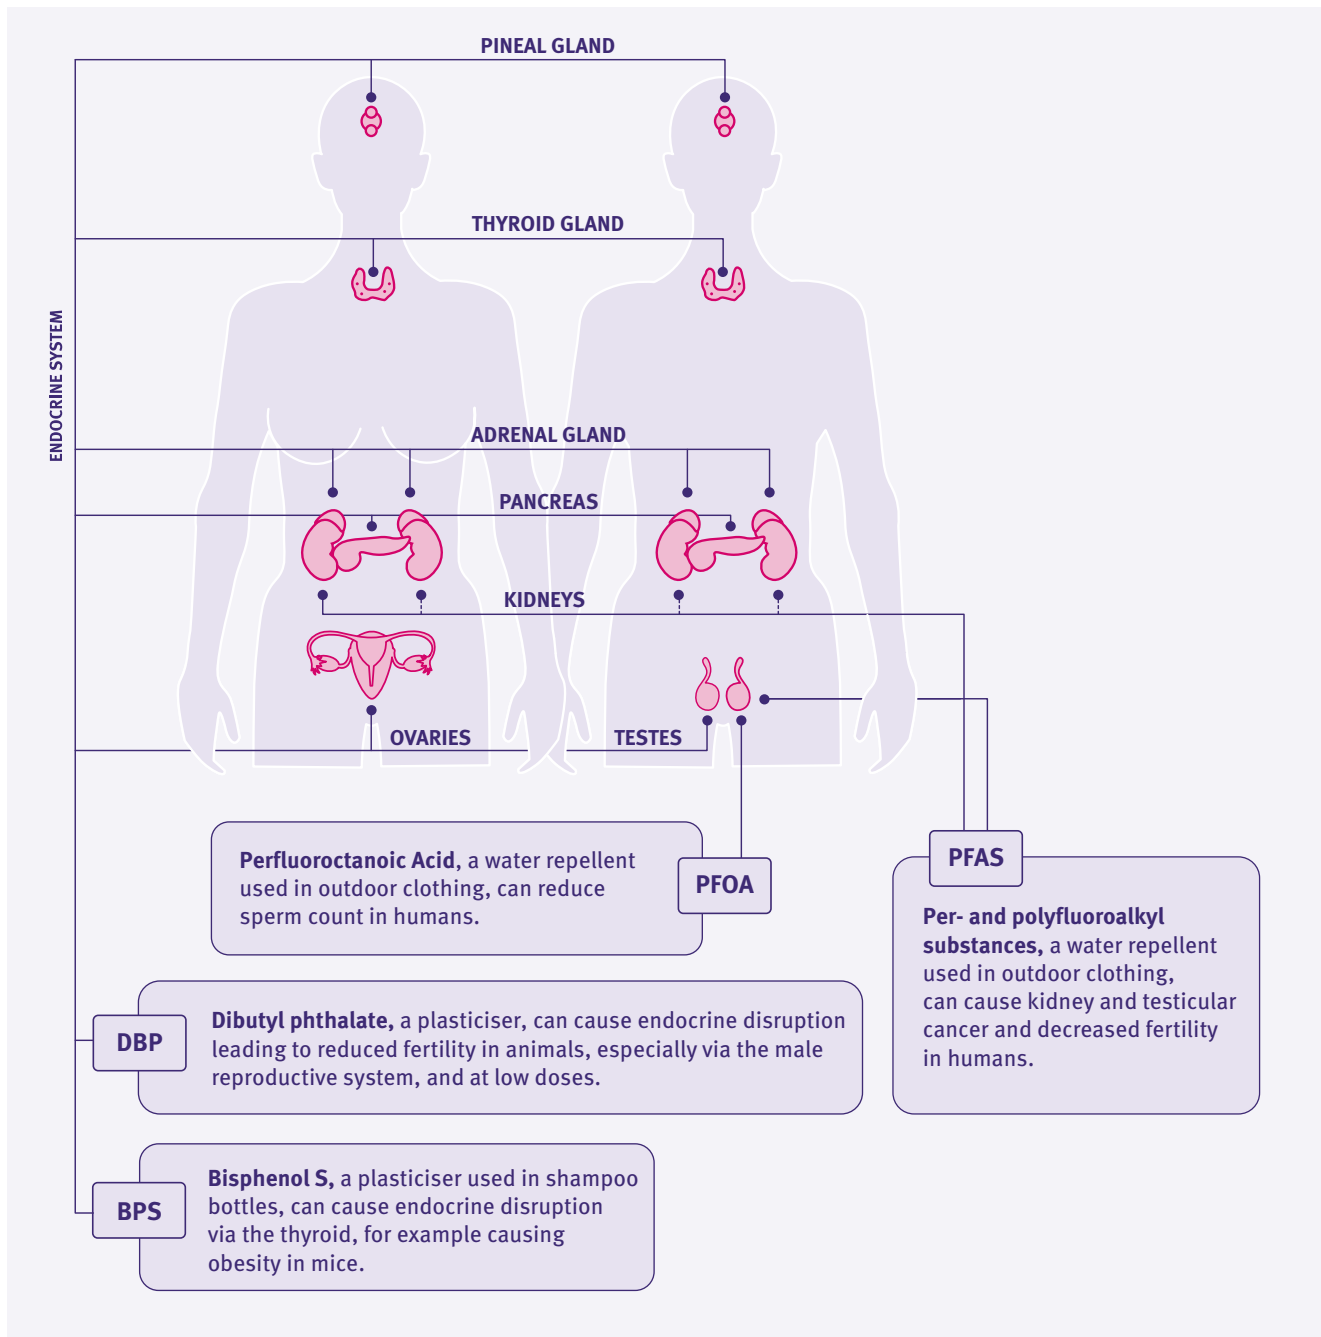 PINEAL GLAND
THYROID GLAND
ENDOCRINE SYSTEM
ADRENAL GLAND
PANCREAS
KIDNEYS
OVARIES
TESTES
Perfluoroctanoic Acid, a water repellent
used in outdoor clothing, can reduce
sperm count in humans.
PFOA
PFAS
Per- and polyfluoroalkyl
substances, a water repellent
used in outdoor clothing,
can cause kidney and testicular
cancer and decreased fertility
in humans.
DBP
Dibutyl phthalate, a plasticiser, can cause endocrine disruption
leading to reduced fertility in animals, especially via the male
reproductive system, and at low doses.
BPS
Bisphenol S, a plasticiser used in shampoo
bottles, can cause endocrine disruption
via the thyroid, for example causing
obesity in mice.